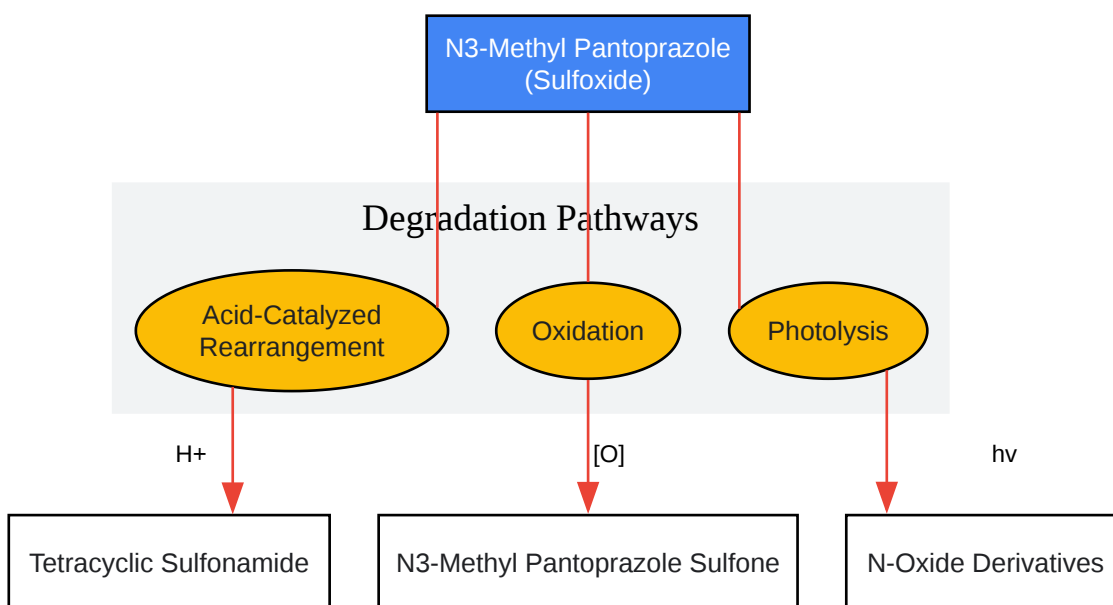 N3-Methyl Pantoprazole
(Sulfoxide)
Degradation Pathways
Acid-Catalyzed
Rearrangement
Oxidation
Photolysis
H+
[O]
hv
Tetracyclic Sulfonamide
N3-Methyl Pantoprazole Sulfone
N-Oxide Derivatives